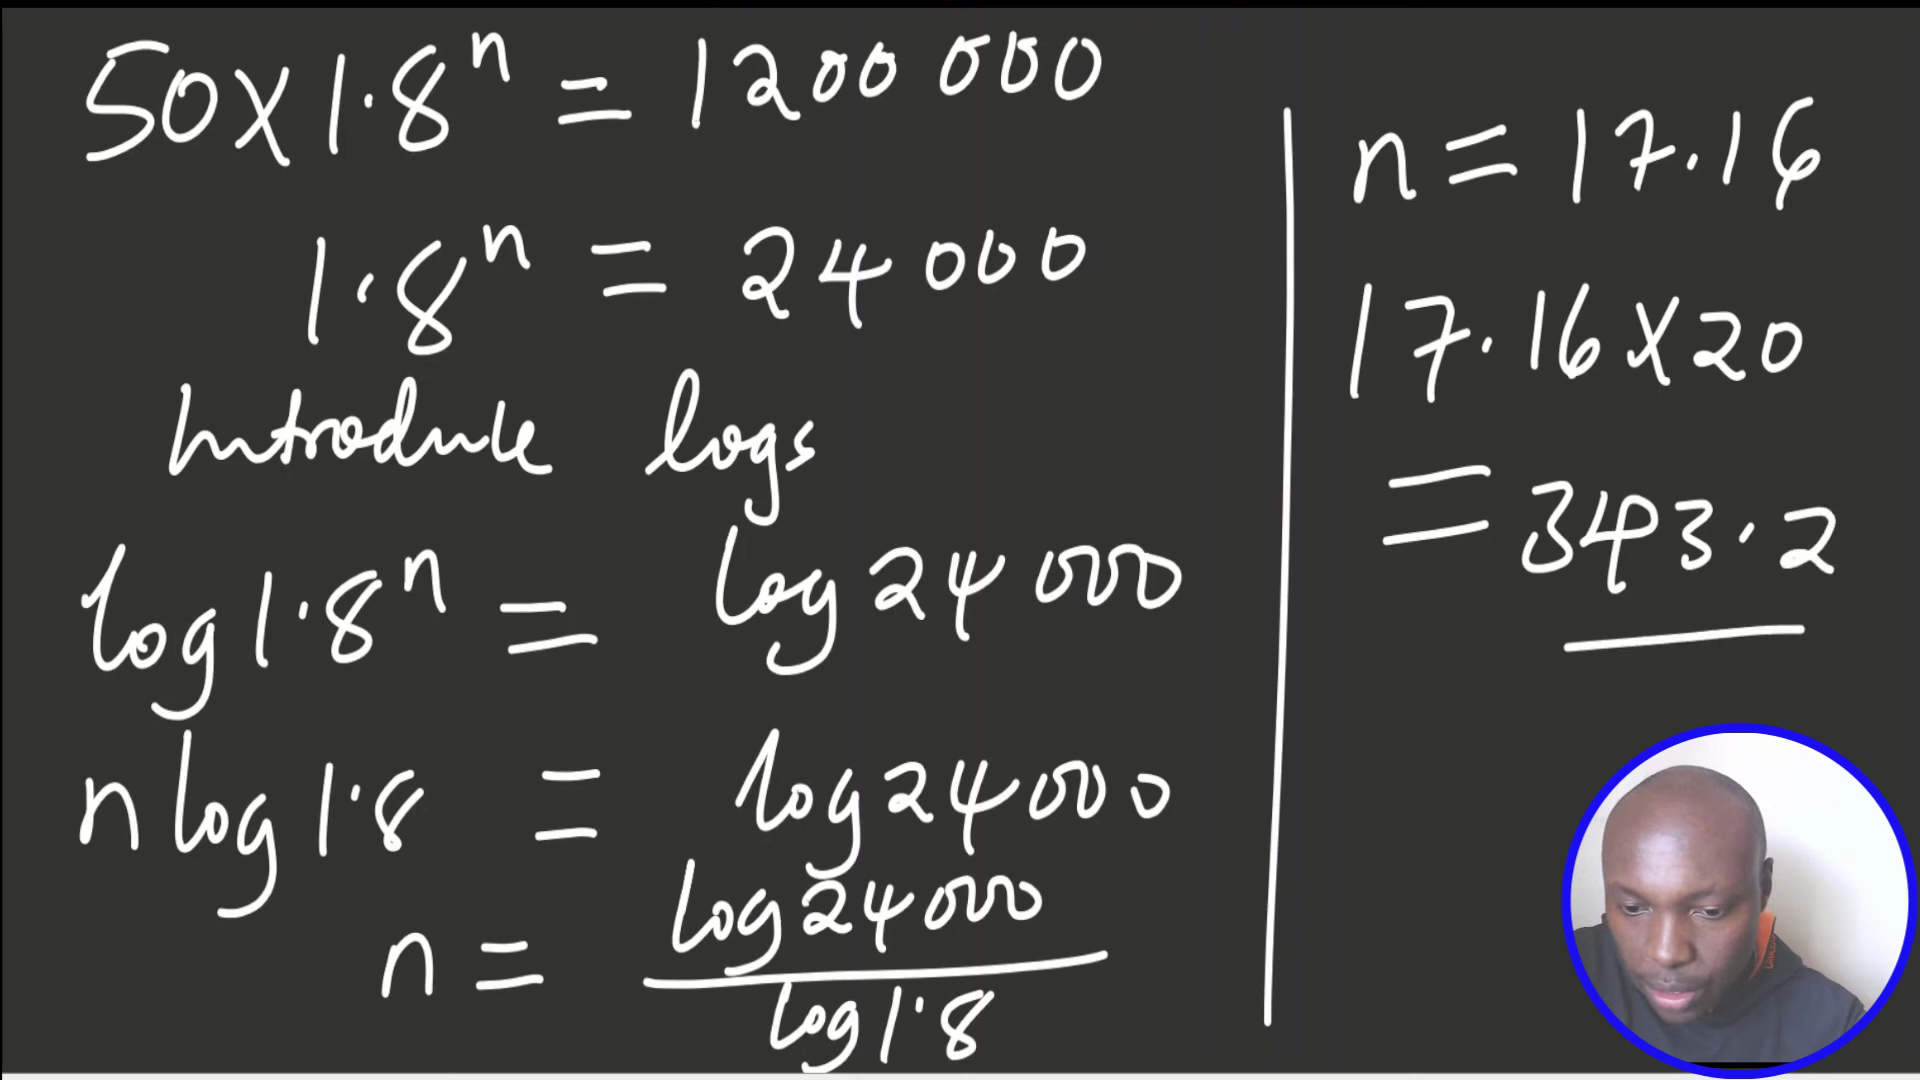 50×1·8ⁿ = 1200 000
1·8ⁿ = 24 000
Introduce logs
log 1·8ⁿ = log 24 000
n log 1·8 = log 24 000
n = log 24 000
log 1·8
n = 17.16
17.16×20
= 343.2